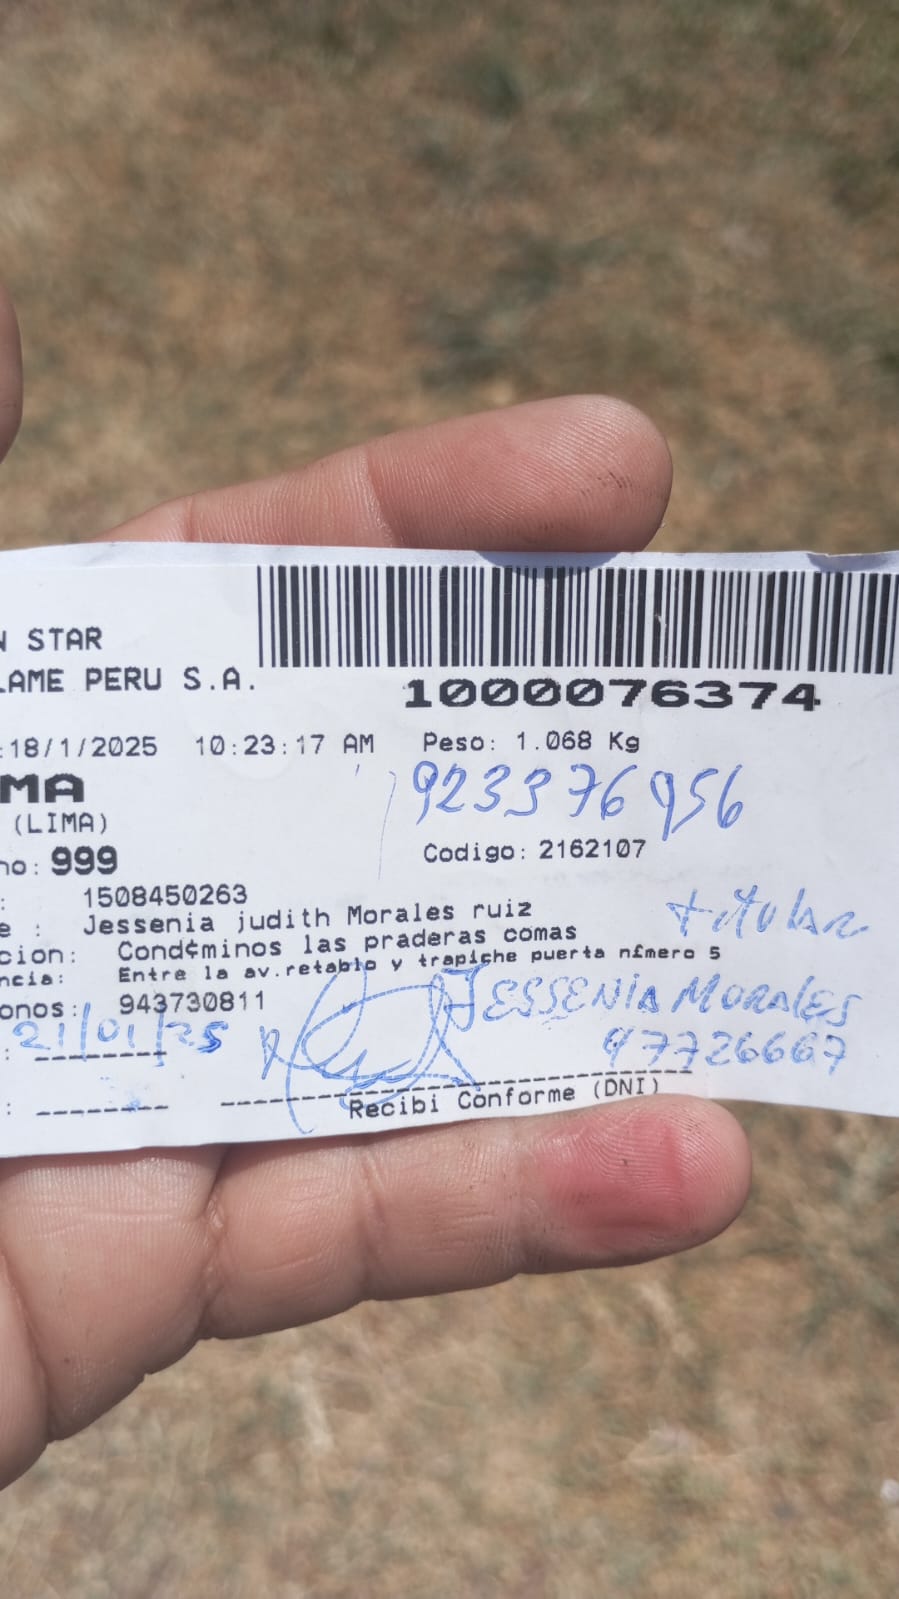 N STAR
LAME PERU S.A.
1000076374
:18/1/2025 10:23:17 AM Peso: 1.068 Kg
MA
923376956
(LIMA)
no: 999
Codigo: 2162107
: 1508450263
e : Jessenia judith Morales ruiz
titular
cion: Cond¢minos las praderas comas
ncia: Entre la av.retablo y trapiche puerta n£mero 5
onos: 943730811
JESSENIA MORALES
: 21/01/25
47726667
: Recibi Conforme (DNI)